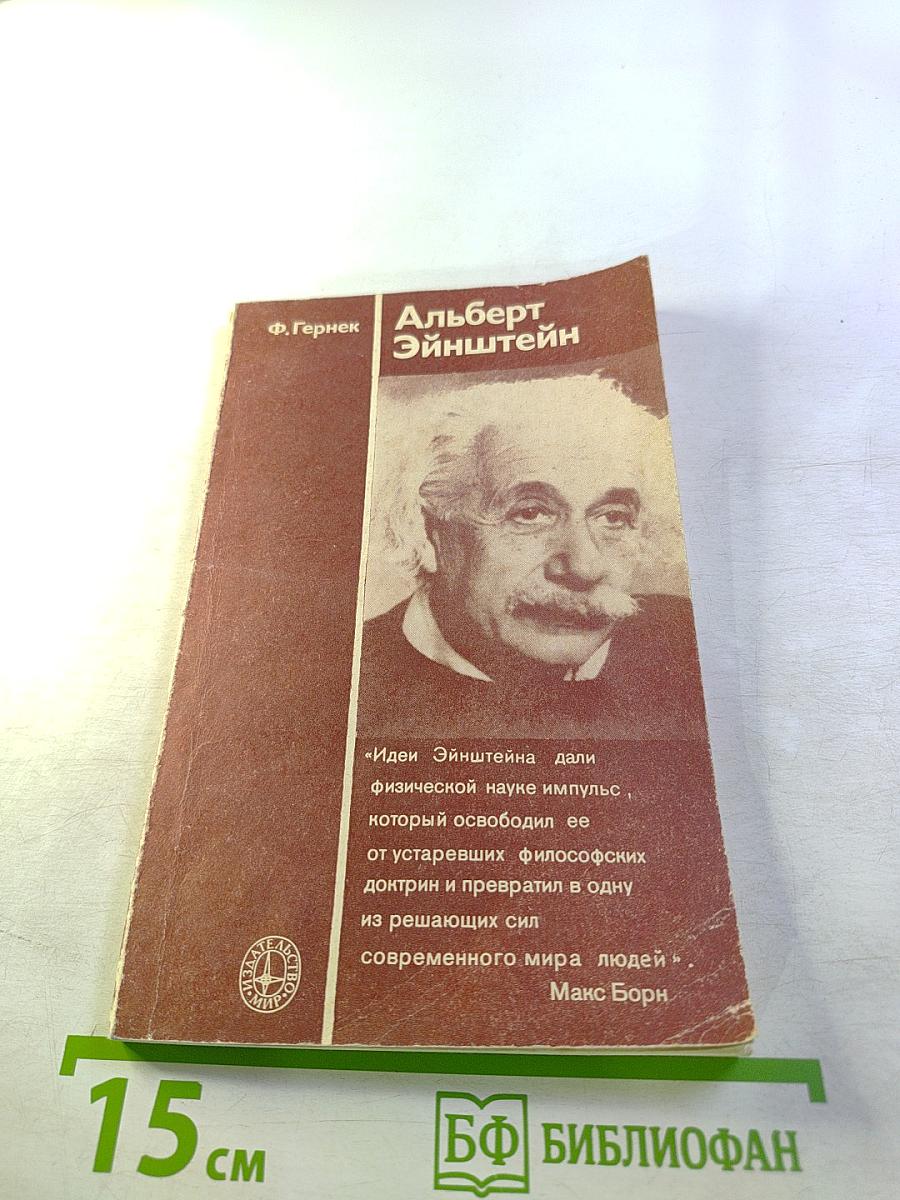 Ф. Гернек
Альберт
Эйнштейн
«Идеи Эйнштейна дали
физической науке импульс,
который освободил ее
от устаревших философских
доктрин и превратил в одну
из решающих сил
современного мира людей».
Макс Борн
ИЗДАТЕЛЬСТВО
•МИР•
15 см
БФ БИБЛИОФАН